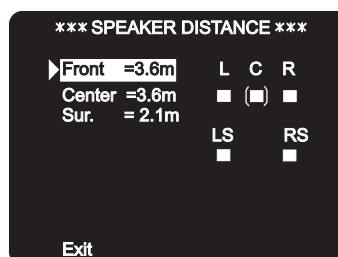 *** SPEAKER DISTANCE ***
Front =3.6m L C R
Center =3.6m
Sur. = 2.1m
LS RS
Exit